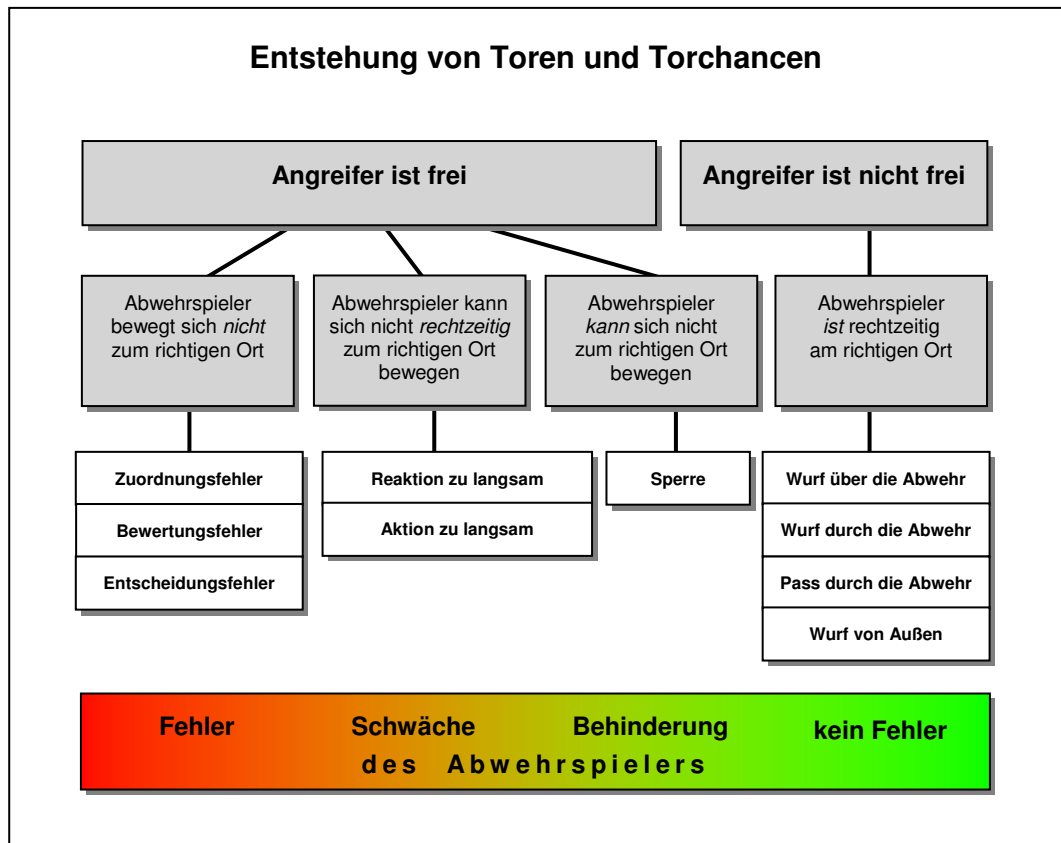 Entstehung von Toren und Torchancen
Angreifer ist frei
Angreifer ist nicht frei
Abwehrspieler
bewegt sich nicht
zum richtigen Ort
Abwehrspieler kann
sich nicht rechtzeitig
zum richtigen Ort
bewegen
Abwehrspieler
kann sich nicht
zum richtigen Ort
bewegen
Abwehrspieler
ist rechtzeitig
am richtigen Ort
Zuordnungsfehler
Bewertungsfehler
Entscheidungsfehler
Reaktion zu langsam
Aktion zu langsam
Sperre
Wurf über die Abwehr
Wurf durch die Abwehr
Pass durch die Abwehr
Wurf von Außen
Fehler Schwäche Behinderung kein Fehler
des Abwehrspielers